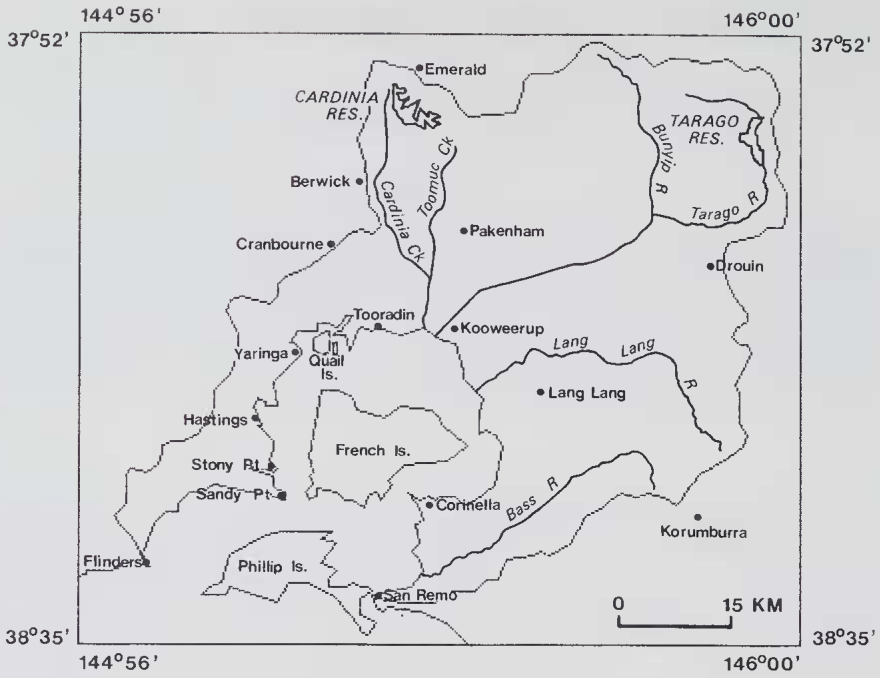 144°56'
146°00'
37°52'
37°52'
Emerald
CARDINIA
RES.
TARAGO
RES.
Bunyip R
Toomuc Ck
Berwick
Cardinia Ck
Tarago R
Pakenham
Cranbourne
Drouin
Tooradin
Kooweerup
Yaringa
Quail
Is.
Lang Lang R
Lang Lang
Hastings
French Is.
Stony Pt
Sandy Pt
Corinella
Bass R
Korumburra
Flinders
Phillip Is.
San Remo
0 15 KM
38°35'
38°35'
144°56'
146°00'